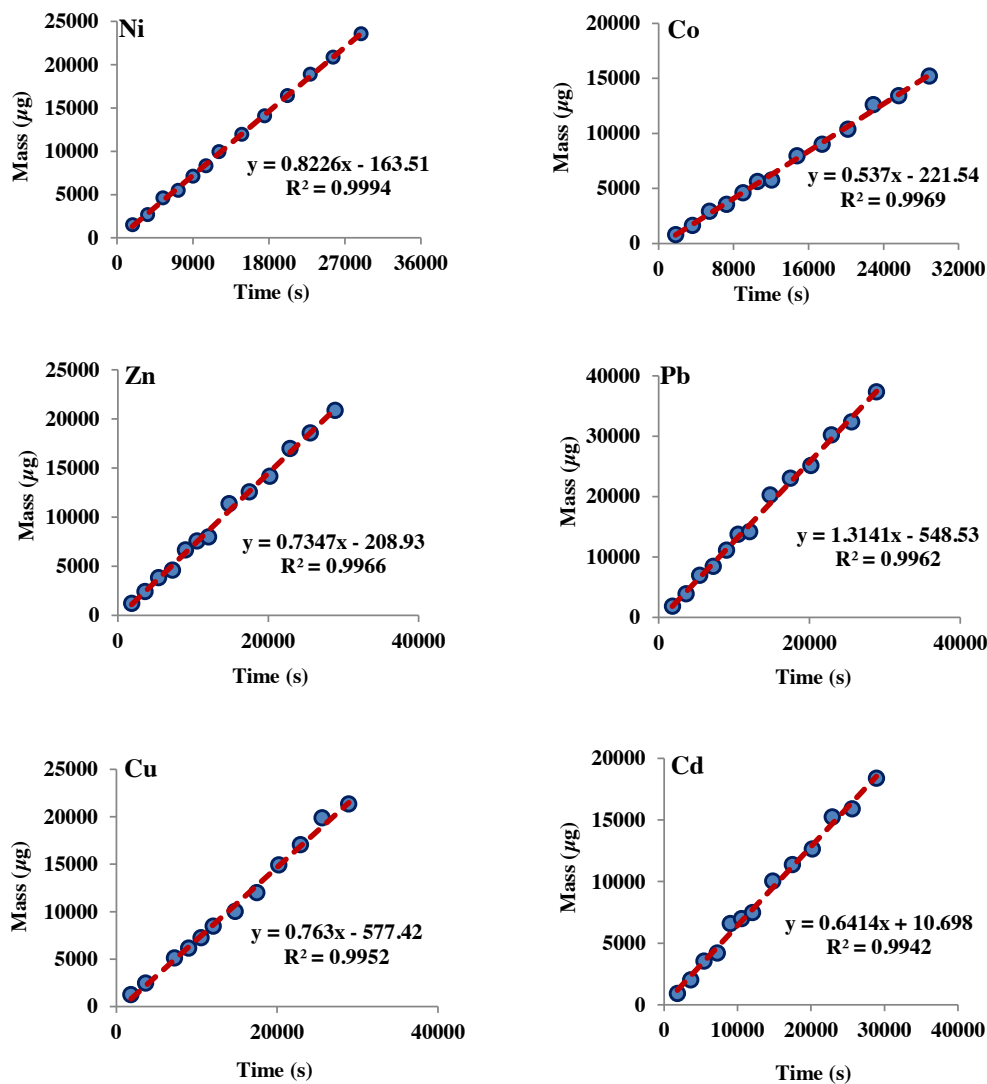 Ni
Mass (µg)
25000
20000
15000
10000
5000
0
y = 0.8226x - 163.51
R² = 0.9994
0 9000 18000 27000 36000
Time (s)
Co
Mass (µg)
20000
15000
10000
5000
0
y = 0.537x - 221.54
R² = 0.9969
0 8000 16000 24000 32000
Time (s)
Zn
Mass (µg)
25000
20000
15000
10000
5000
0
y = 0.7347x - 208.93
R² = 0.9966
0 20000 40000
Time (s)
Pb
Mass (µg)
40000
30000
20000
10000
0
y = 1.3141x - 548.53
R² = 0.9962
0 20000 40000
Time (s)
Cu
Mass (µg)
25000
20000
15000
10000
5000
0
y = 0.763x - 577.42
R² = 0.9952
0 20000 40000
Time (s)
Cd
Mass (µg)
20000
15000
10000
5000
0
y = 0.6414x + 10.698
R² = 0.9942
0 10000 20000 30000 40000
Time (s)